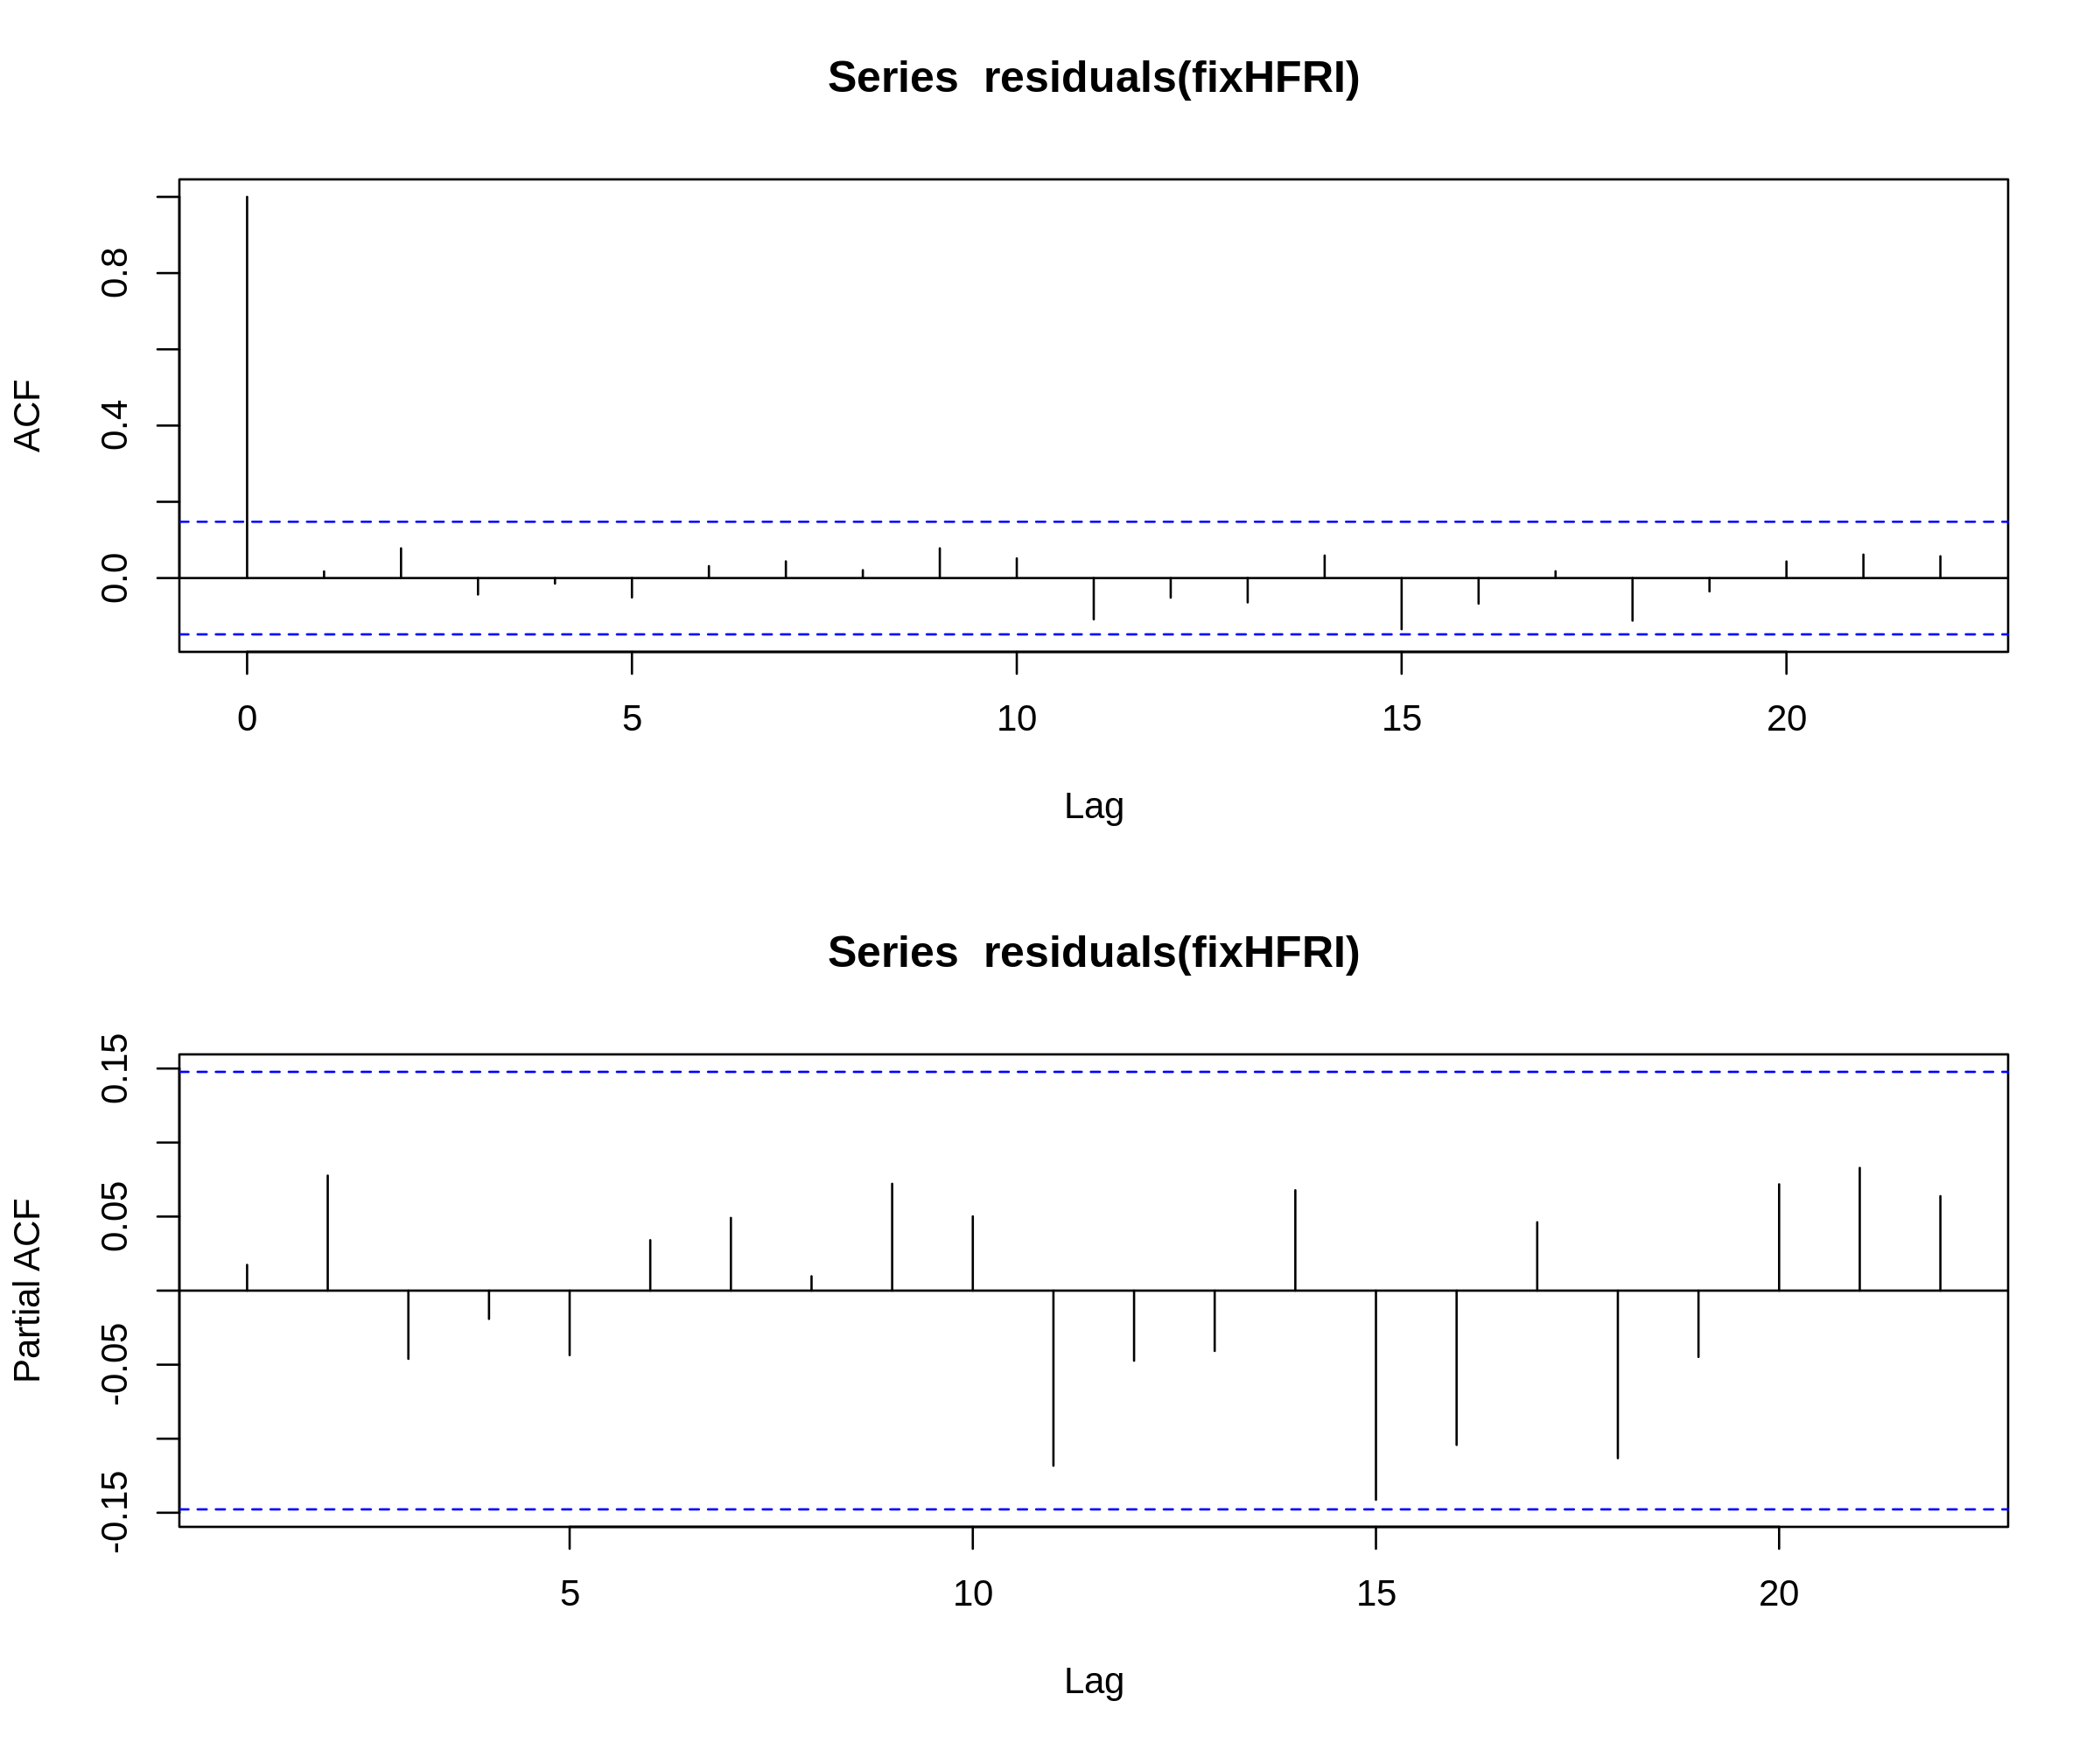 Series  residuals(fixHFRI)
ACF
0.8
0.4
0.0
0 5 10 15 20
Lag
Series  residuals(fixHFRI)
Partial ACF
0.15
0.05
-0.05
-0.15
5 10 15 20
Lag